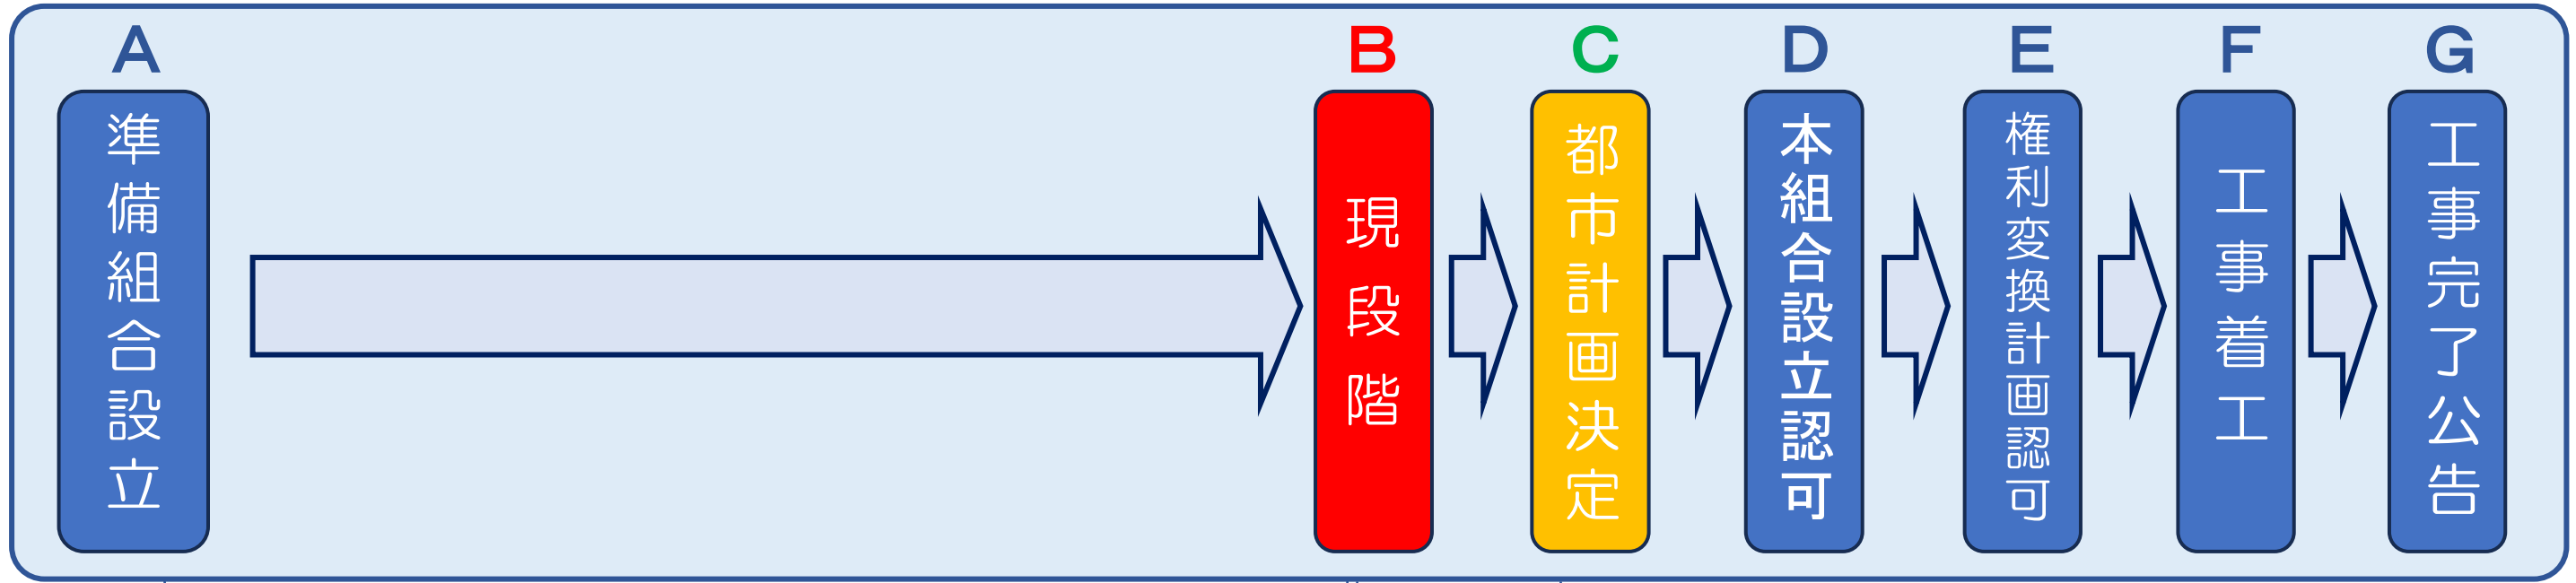 A
準備組合設立
B
現段階
C
都市計画決定
D
本組合設立認可
E
権利変換計画認可
F
工事着工
G
工事完了公告